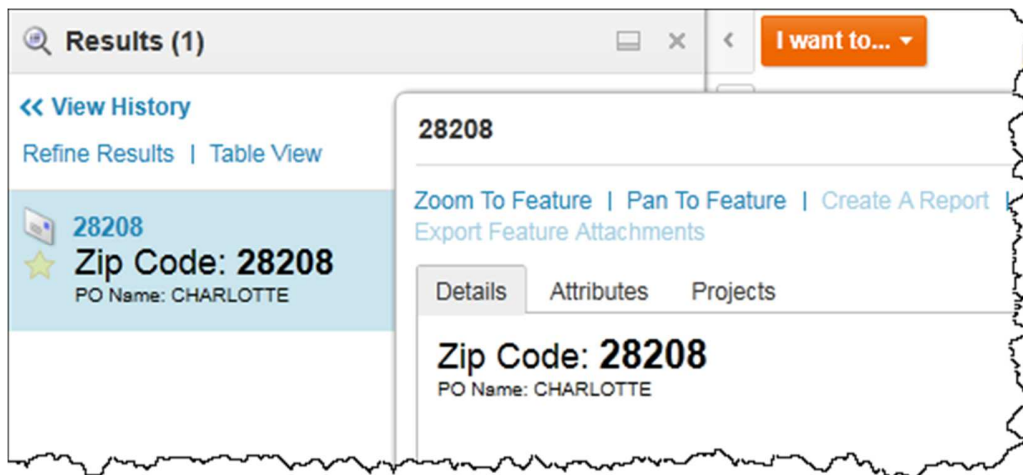 Results (1)
I want to...
<< View History
Refine Results | Table View
28208
Zip Code: 28208
PO Name: CHARLOTTE
28208
Zoom To Feature | Pan To Feature | Create A Report |
Export Feature Attachments
Details Attributes Projects
Zip Code: 28208
PO Name: CHARLOTTE